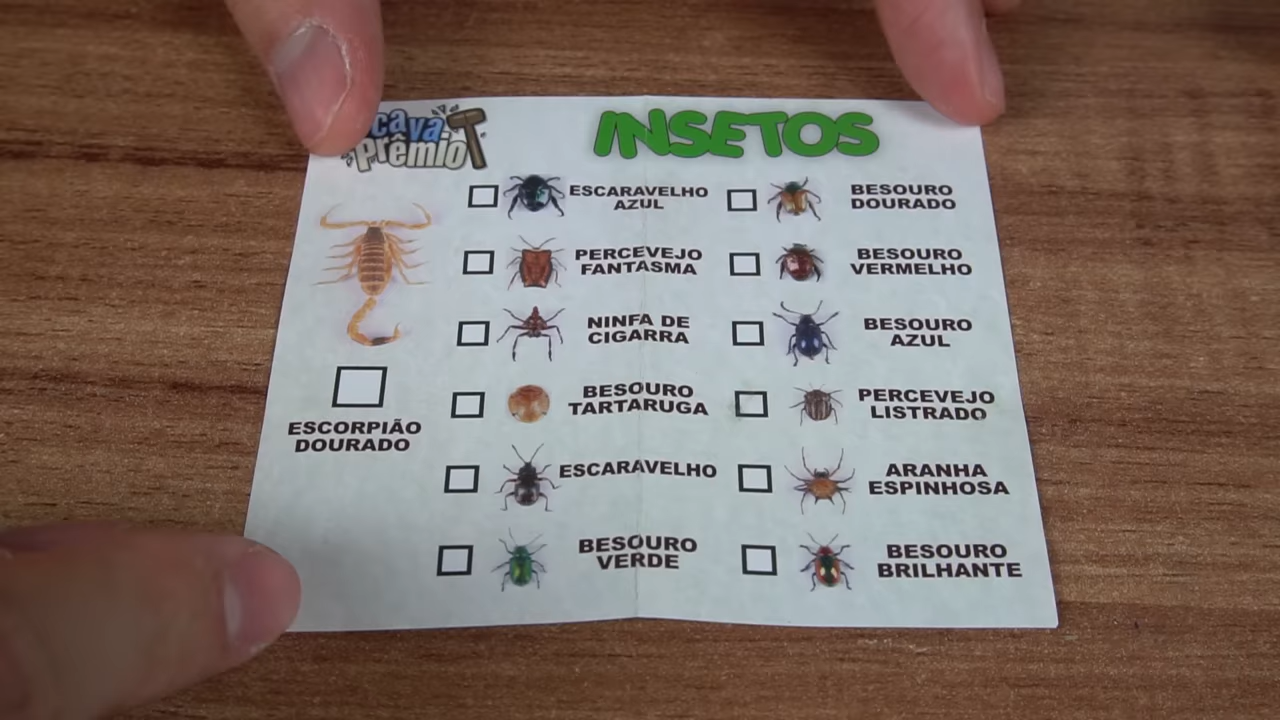 cava
Prêmio
INSETOS
ESCARAVELHO
AZUL
BESOURO
DOURADO
PERCEVEJO
FANTASMA
BESOURO
VERMELHO
NINFA DE
CIGARRA
BESOURO
AZUL
BESOURO
TARTARUGA
PERCEVEJO
LISTRADO
ESCORPIÃO
DOURADO
ESCARAVELHO
ARANHA
ESPINHOSA
BESOURO
VERDE
BESOURO
BRILHANTE